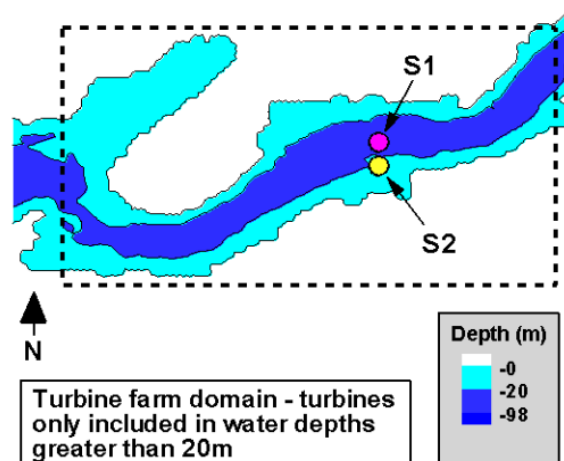 S1
S2
N
Depth (m)
-0
-20
-98
Turbine farm domain - turbines
only included in water depths
greater than 20m